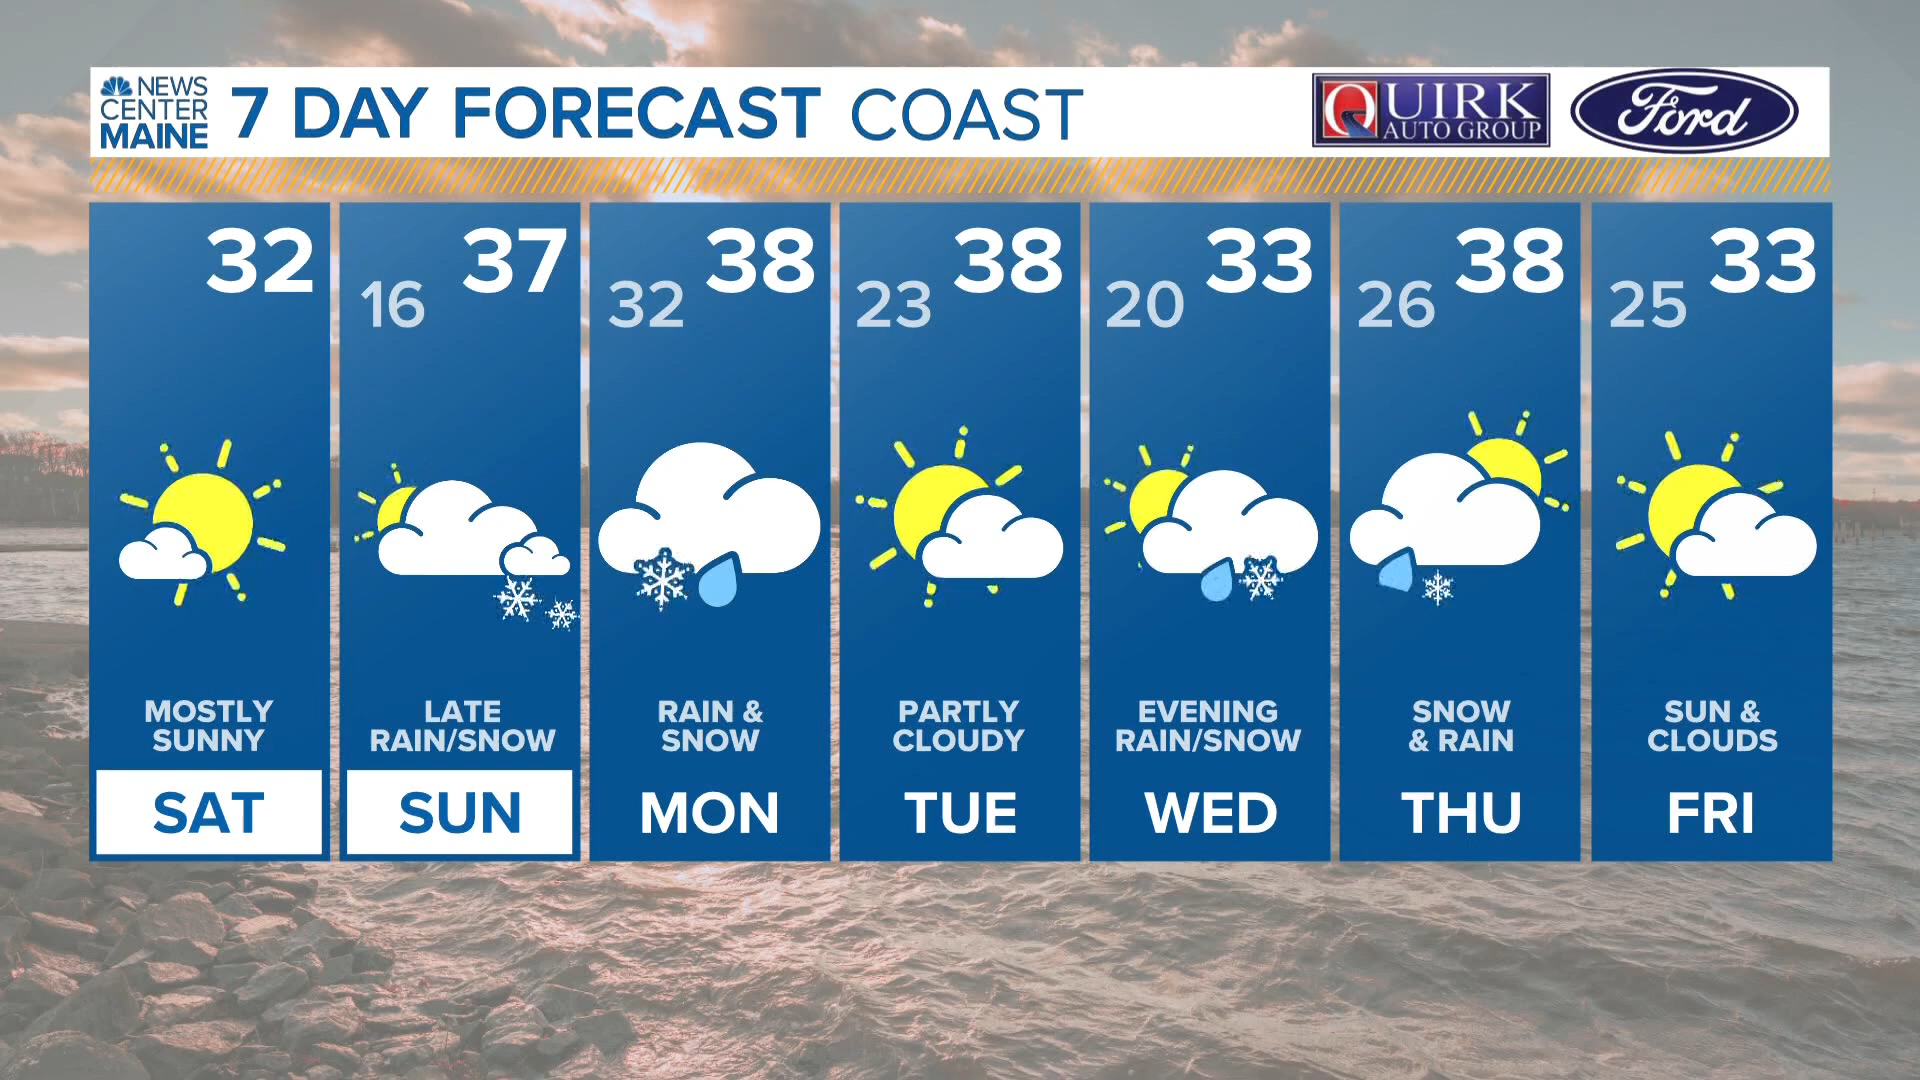 NEWS
CENTER
MAINE
7 DAY FORECAST COAST
QUIRK
AUTO GROUP
Ford
32
MOSTLY
SUNNY
SAT
16 37
LATE
RAIN/SNOW
SUN
32 38
RAIN &
SNOW
MON
23 38
PARTLY
CLOUDY
TUE
20 33
EVENING
RAIN/SNOW
WED
26 38
SNOW
& RAIN
THU
25 33
SUN &
CLOUDS
FRI